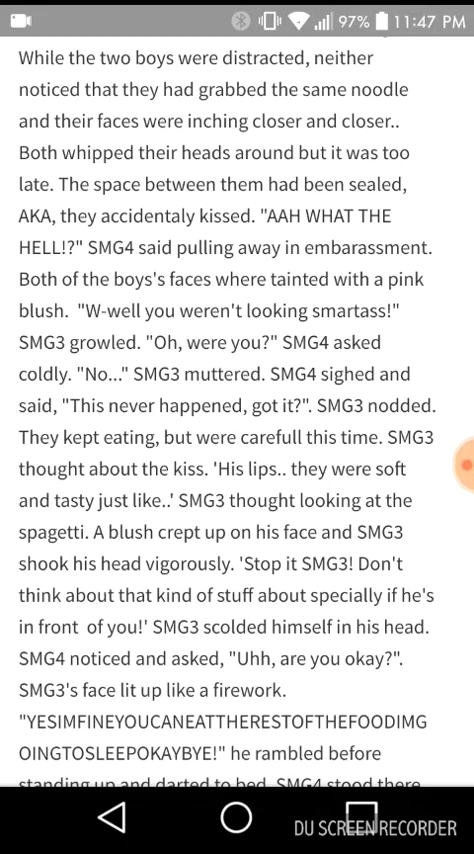 97% 11:47 PM
While the two boys were distracted, neither
noticed that they had grabbed the same noodle
and their faces were inching closer and closer..
Both whipped their heads around but it was too
late. The space between them had been sealed,
AKA, they accidentaly kissed. "AAH WHAT THE
HELL!?" SMG4 said pulling away in embarassment.
Both of the boys's faces where tainted with a pink
blush.  "W-well you weren't looking smartass!"
SMG3 growled. "Oh, were you?" SMG4 asked
coldly. "No..." SMG3 muttered. SMG4 sighed and
said, "This never happened, got it?". SMG3 nodded.
They kept eating, but were carefull this time. SMG3
thought about the kiss. 'His lips.. they were soft
and tasty just like..' SMG3 thought looking at the
spagetti. A blush crept up on his face and SMG3
shook his head vigorously. 'Stop it SMG3! Don't
think about that kind of stuff about specially if he's
in front  of you!' SMG3 scolded himself in his head.
SMG4 noticed and asked, "Uhh, are you okay?".
SMG3's face lit up like a firework.
"YESIMFINEYOUCANEATTHERESTOFTHEFOODIMG
OINGTOSLEEPOKAYBYE!" he rambled before
standing up and darted to bed. SMG4 stood there
DU SCREEN RECORDER